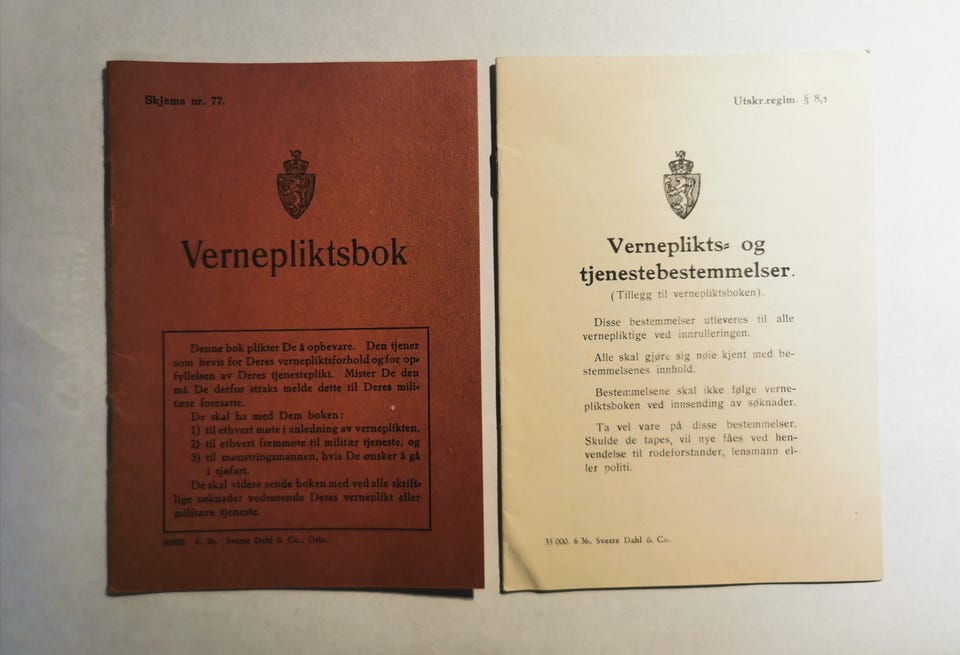 Skjema nr. 77.
Vernepliktsbok
Denne bok plikter De å opbevare. Den tjener
som bevis for Deres vernepliktsforhold og for op-
fyllelsen av Deres tjenesteplikt. Mister De den
må De derfor straks melde dette til Deres mili-
tære foresatte.
De skal ha med Dem boken:
1) til ethvert møte i anledning av verneplikten,
2) til ethvert fremmøte til militær tjeneste, og
3) til mønstringsmannen, hvis De ønsker å gå
i sjøfart.
De skal videre sende boken med ved alle skrift-
lige søknader vedrørende Deres verneplikt eller
militære tjeneste.
40000. 6. 36. Sverre Dahl & Co., Oslo.
Utskr.reglm. § 8,3
Verneplikts- og
tjenestebestemmelser.
(Tillegg til vernepliktsboken).
Disse bestemmelser utleveres til alle
vernepliktige ved innrulleringen.
Alle skal gjøre sig nøie kjent med be-
stemmelsenes innhold.
Bestemmelsene skal ikke følge verne-
pliktsboken ved innsending av søknader.
Ta vel vare på disse bestemmelser.
Skulde de tapes, vil nye fåes ved hen-
vendelse til rodeforstander, lensmann el-
ler politi.
35 000. 6 36. Sverre Dahl & Co.